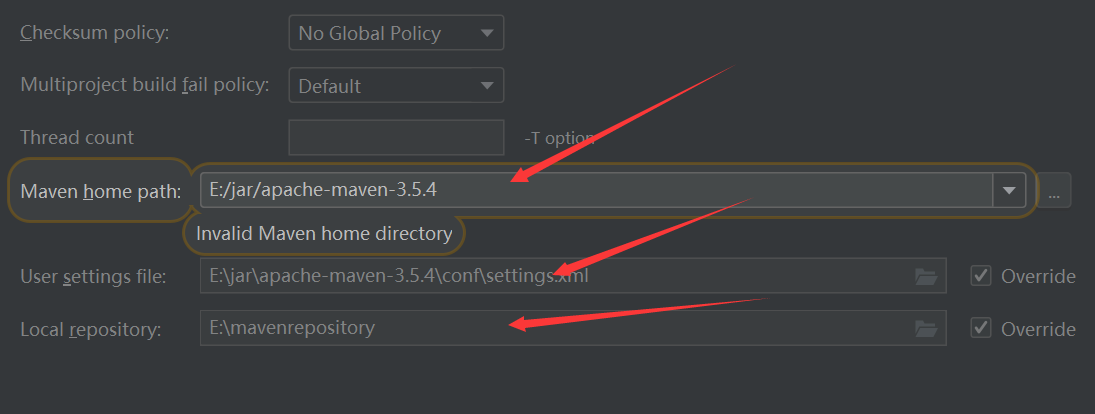 Checksum policy: No Global Policy
Multiproject build fail policy: Default
Thread count -T option
Maven home path: E:/jar/apache-maven-3.5.4 ...
Invalid Maven home directory
User settings file: E:\jar\apache-maven-3.5.4\conf\settings.xml Override
Local repository: E:\mavenrepository Override